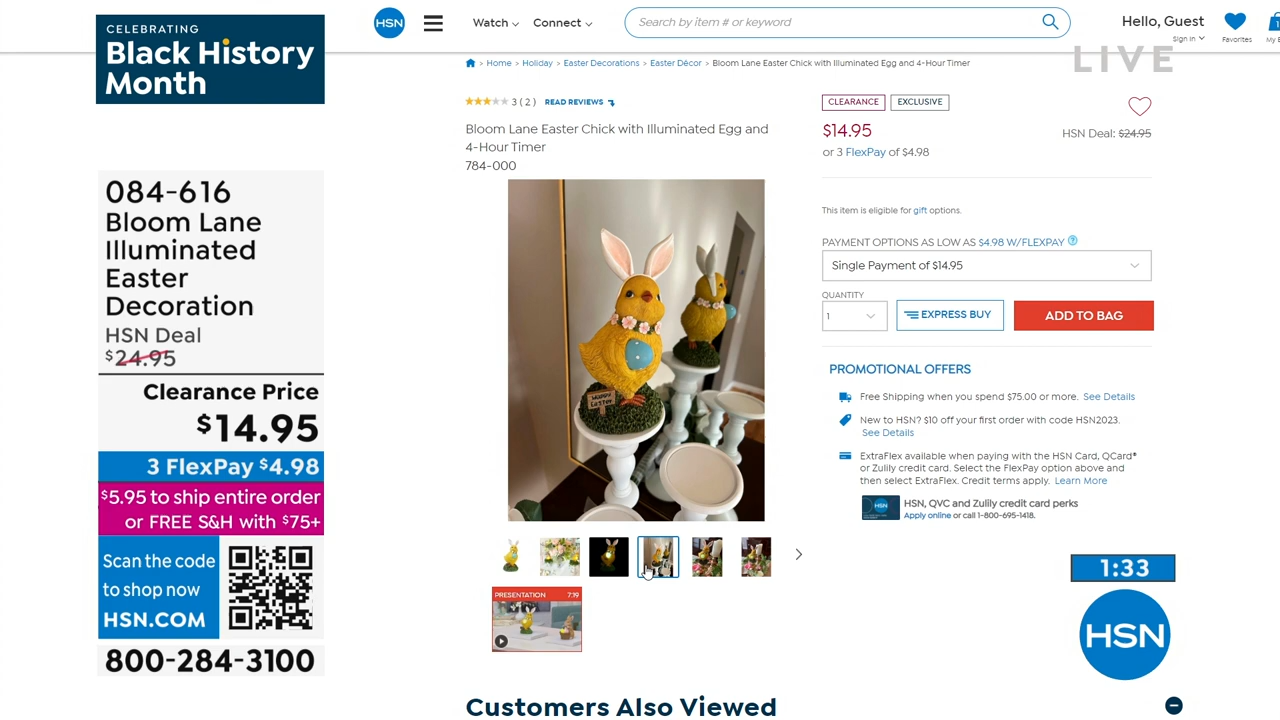 CELEBRATING
Black History
Month
084-616
Bloom Lane
Illuminated
Easter
Decoration
HSN Deal
$24.95
Clearance Price
$14.95
3 FlexPay $4.98
$5.95 to ship entire order
or FREE S&H with $75+
Scan the code
to shop now
HSN.COM
800-284-3100
HSN
Watch
Connect
Search by item # or keyword
Hello, Guest
Sign In
Favorites
My B
1
LIVE
> Home > Holiday > Easter Decorations > Easter Décor > Bloom Lane Easter Chick with Illuminated Egg and 4-Hour Timer
3 ( 2 ) READ REVIEWS
Bloom Lane Easter Chick with Illuminated Egg and
4-Hour Timer
784-000
HAPPY
EASTER
PRESENTATION 7:19
CLEARANCE EXCLUSIVE
$14.95
HSN Deal: $24.95
or 3 FlexPay of $4.98
This item is eligible for gift options.
PAYMENT OPTIONS AS LOW AS $4.98 W/FLEXPAY ?
Single Payment of $14.95
QUANTITY
1
EXPRESS BUY
ADD TO BAG
PROMOTIONAL OFFERS
Free Shipping when you spend $75.00 or more. See Details
New to HSN? $10 off your first order with code HSN2023.
See Details
ExtraFlex available when paying with the HSN Card, QCard®
or Zulily credit card. Select the FlexPay option above and
then select ExtraFlex. Credit terms apply. Learn More
HSN
HSN, QVC and Zulily credit card perks
Apply online or call 1-800-695-1418.
1:33
HSN
Customers Also Viewed